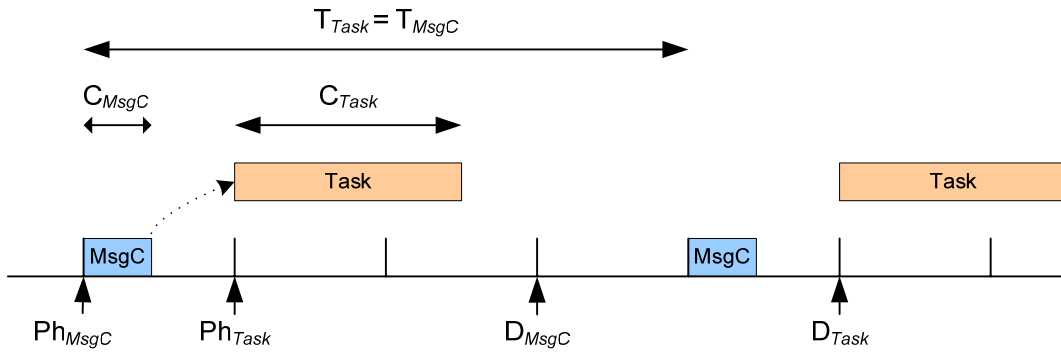 T_Task = T_MsgC
C_MsgC
C_Task
Task
Task
MsgC
MsgC
Ph_MsgC
Ph_Task
D_MsgC
D_Task